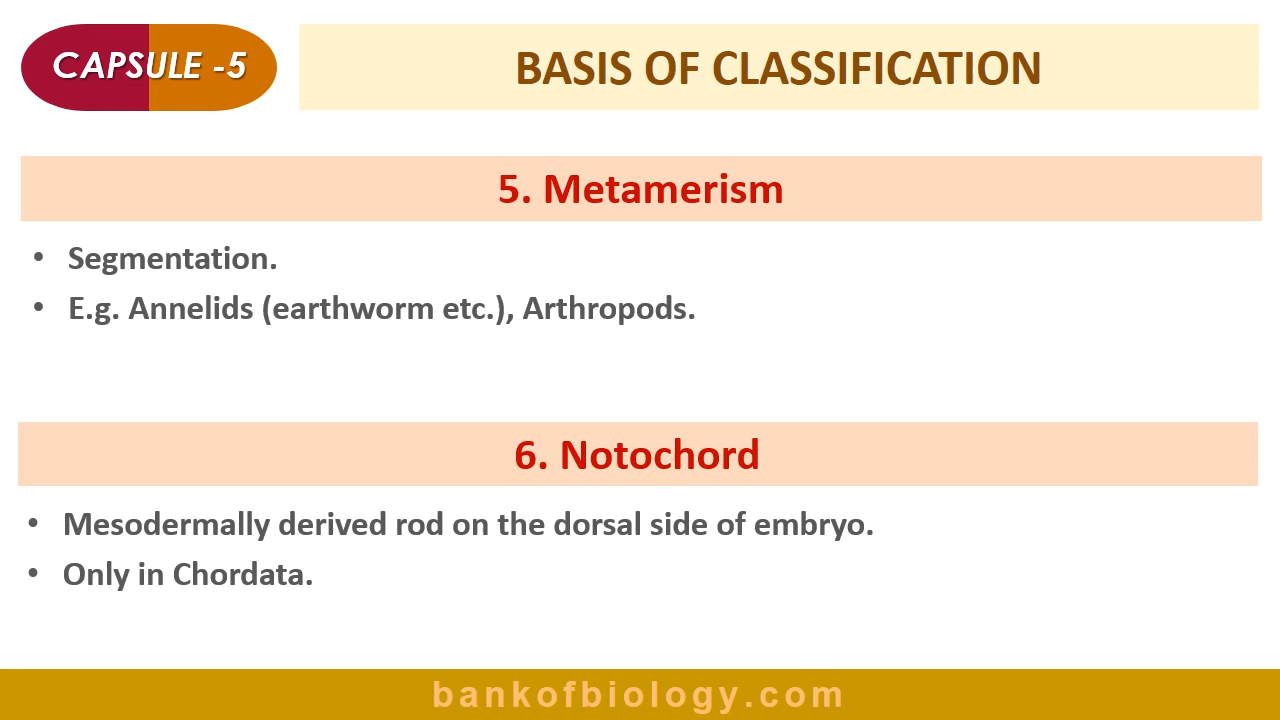 CAPSULE -5
BASIS OF CLASSIFICATION
5. Metamerism
• Segmentation.
• E.g. Annelids (earthworm etc.), Arthropods.
6. Notochord
• Mesodermally derived rod on the dorsal side of embryo.
• Only in Chordata.
bankofbiology.com